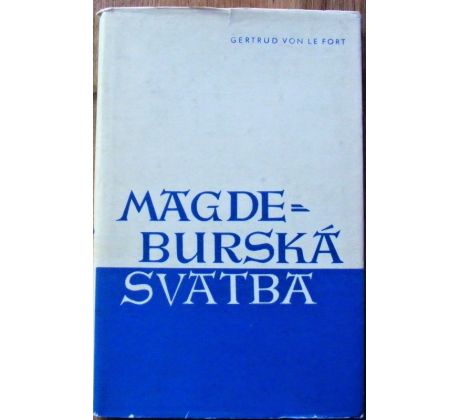 GERTRUD VON LE FORT
MAGDE=
BURSKÁ
SVATBA